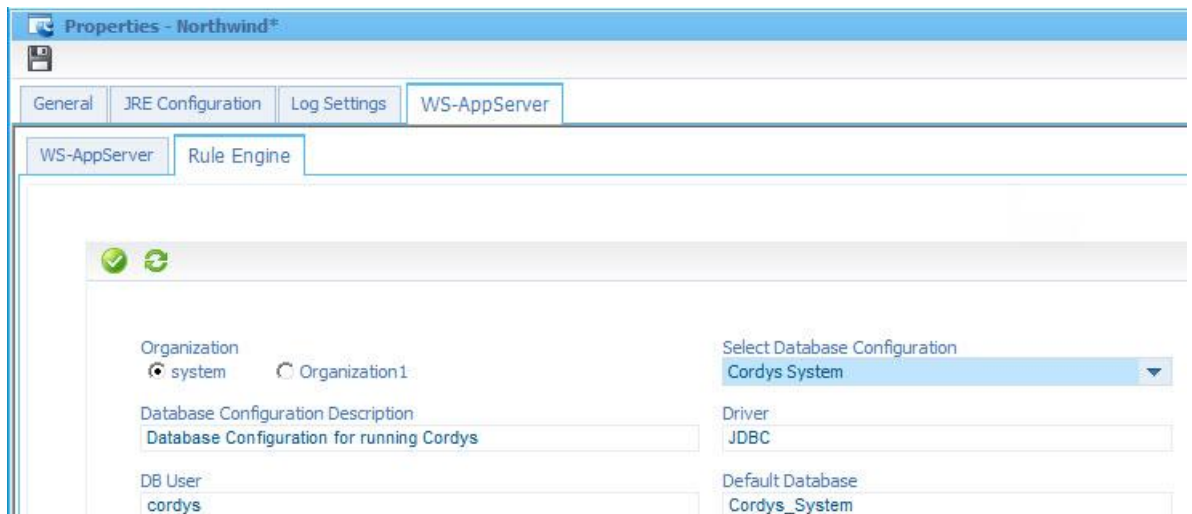 Properties - Northwind*
General JRE Configuration Log Settings WS-AppServer
WS-AppServer Rule Engine
Organization Select Database Configuration
system Organization1 Cordys System
Database Configuration Description Driver
Database Configuration for running Cordys JDBC
DB User Default Database
cordys Cordys_System